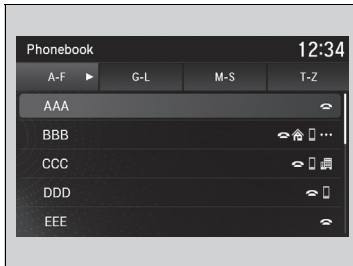 Phonebook 12:34
A-F G-L M-S T-Z
AAA
BBB
CCC
DDD
EEE